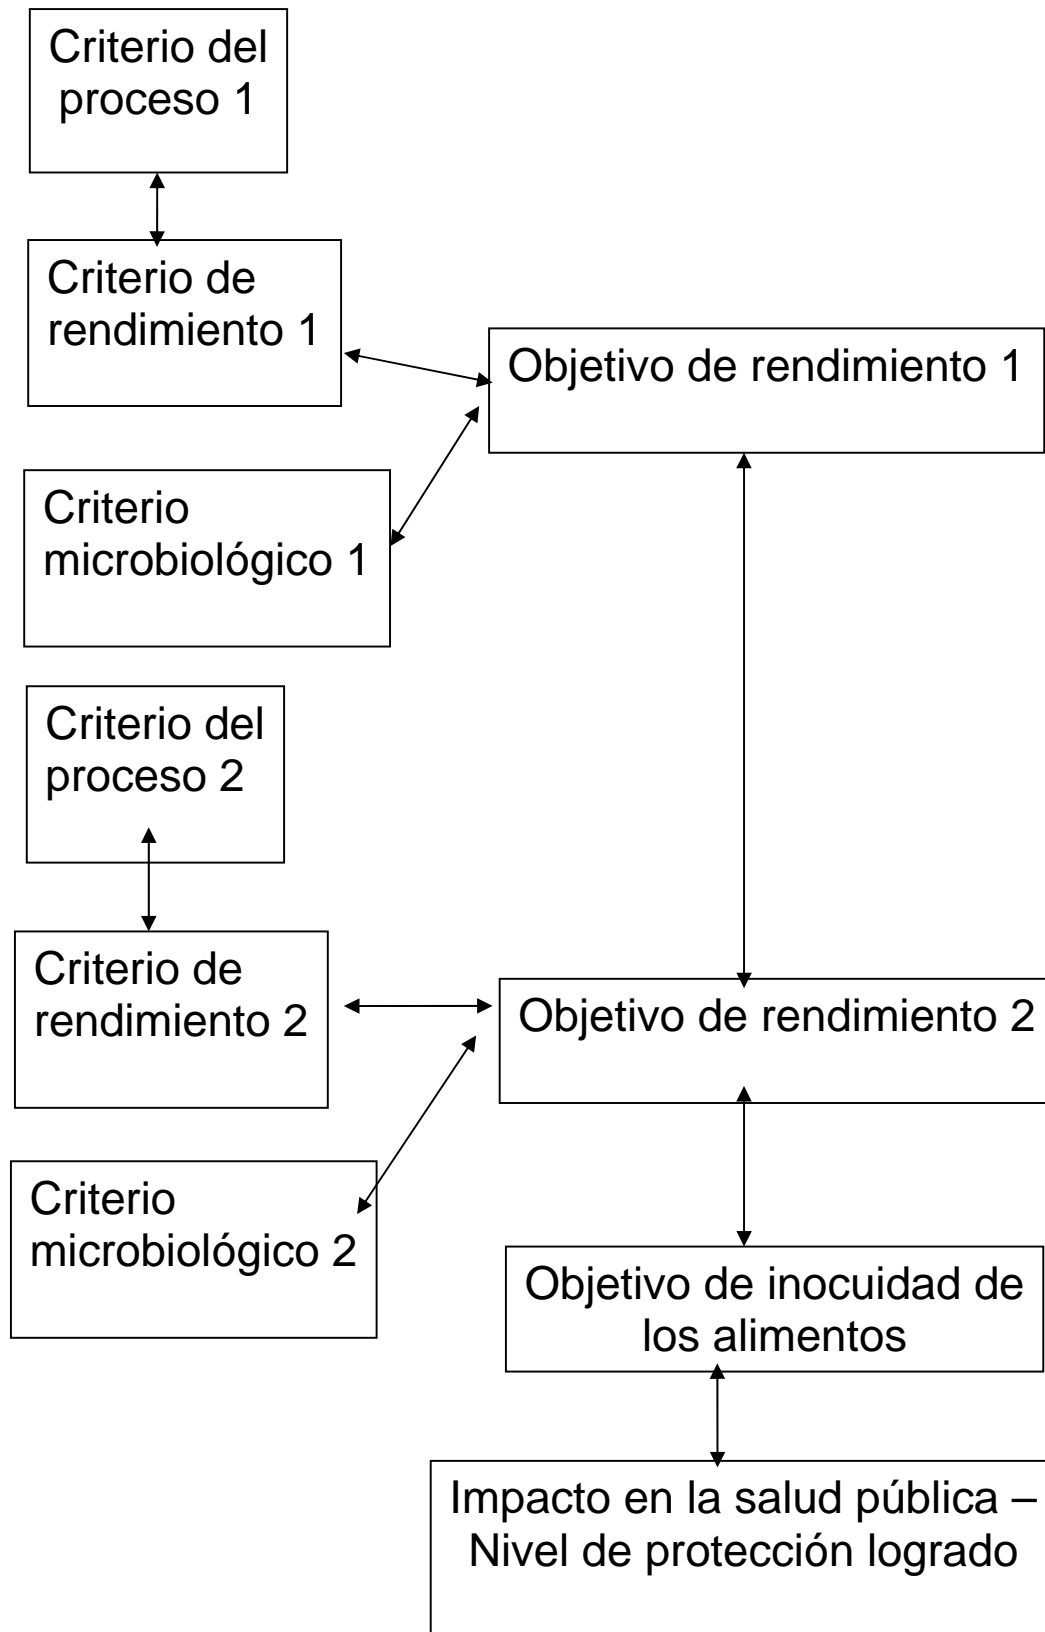 Criterio del
proceso 1
Criterio de
rendimiento 1
Objetivo de rendimiento 1
Criterio
microbiológico 1
Criterio del
proceso 2
Criterio de
rendimiento 2
Objetivo de rendimiento 2
Criterio
microbiológico 2
Objetivo de inocuidad de
los alimentos
Impacto en la salud pública –
Nivel de protección logrado